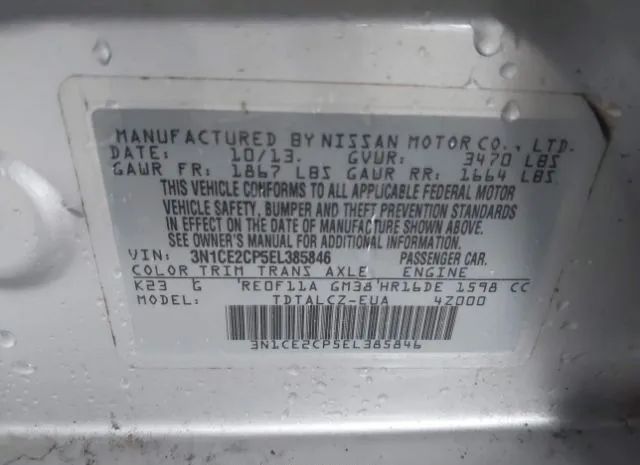 MANUFACTURED BY NISSAN MOTOR CO., LTD.
DATE: 10/13. GVWR: 3470 LBS
GAWR FR: 1867 LBS GAWR RR: 1664 LBS
THIS VEHICLE CONFORMS TO ALL APPLICABLE FEDERAL MOTOR
VEHICLE SAFETY, BUMPER AND THEFT PREVENTION STANDARDS
IN EFFECT ON THE DATE OF MANUFACTURE SHOWN ABOVE.
SEE OWNER'S MANUAL FOR ADDITIONAL INFORMATION.
VIN: 3N1CE2CP5EL385846 PASSENGER CAR.
COLOR TRIM TRANS AXLE ENGINE
K23 G RE0F11A GM38 HR16DE 1598 CC
MODEL: TDTALCZ-EUA 4Z000
3N1CE2CP5EL385846